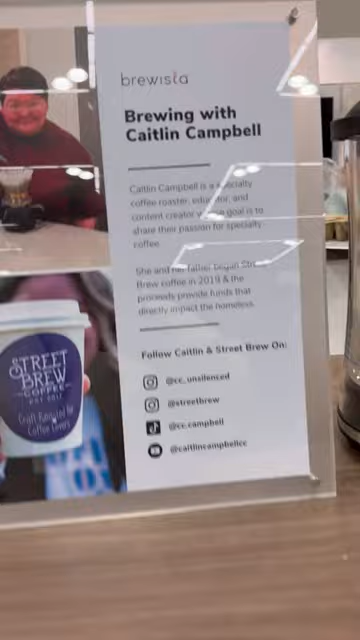 brewista
Brewing with
Caitlin Campbell
Caitlin Campbell is a specialty
coffee roaster, educator, and
content creator whose goal is to
share their passion for specialty
coffee.
She and her father began Street
Brew coffee in 2019 & the
proceeds provide funds that
directly impact the homeless.
Follow Caitlin & Street Brew On:
@cc_unsilenced
@streetbrew
@cc.campbell
@caitlincampbellcc
STREET
BREW
COFFEE
Craft-Roasted for
Coffee Lovers